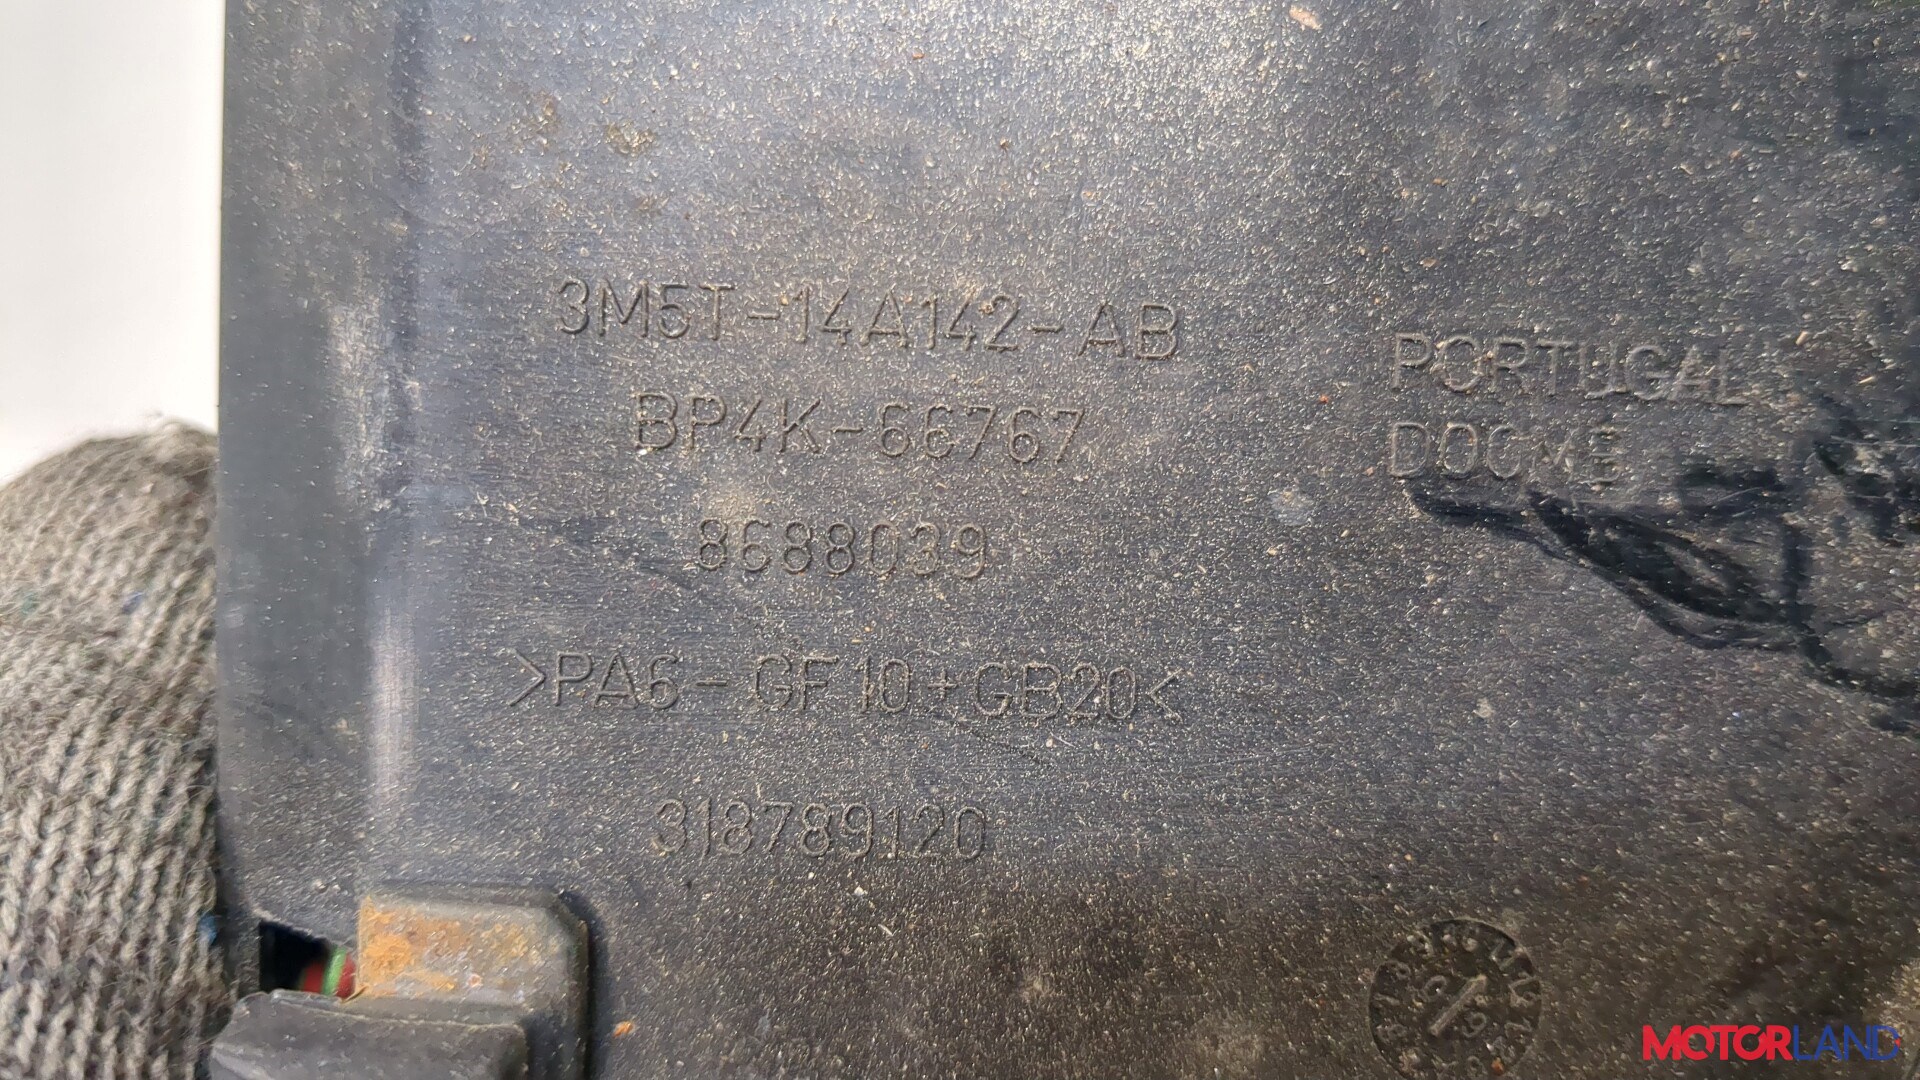 3M5T-14A142-AB
BP4K-66767
8688039
>PA6-GF10+GB20<
318789120
PORTUGAL
MOTORLAND